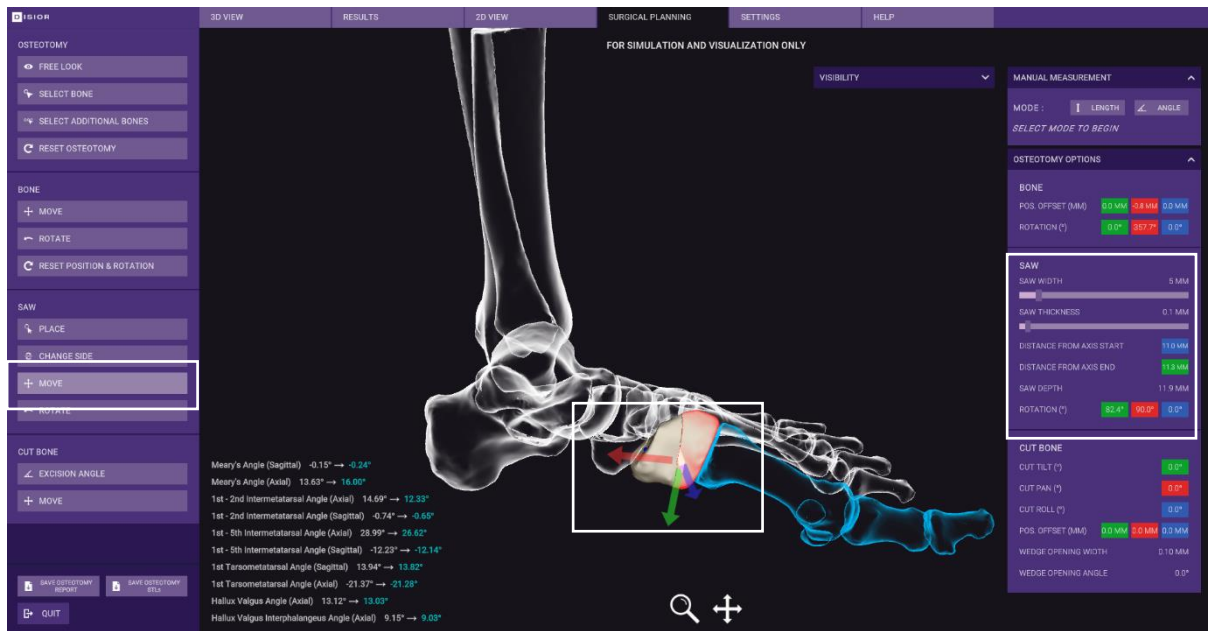 DISIOR
3D VIEW
RESULTS
2D VIEW
SURGICAL PLANNING
SETTINGS
HELP
OSTEOTOMY
FREE LOOK
SELECT BONE
SELECT ADDITIONAL BONES
RESET OSTEOTOMY
BONE
MOVE
ROTATE
RESET POSITION & ROTATION
SAW
PLACE
CHANGE SIDE
MOVE
ROTATE
CUT BONE
EXCISION ANGLE
MOVE
SAVE OSTEOTOMY
REPORT
SAVE OSTEOTOMY
STLs
QUIT
FOR SIMULATION AND VISUALIZATION ONLY
VISIBILITY
Meary's Angle (Sagittal) -0.15° → -0.24°
Meary's Angle (Axial) 13.63° → 16.00°
1st - 2nd Intermetatarsal Angle (Axial) 14.69° → 12.33°
1st - 2nd Intermetatarsal Angle (Sagittal) -0.74° → -0.65°
1st - 5th Intermetatarsal Angle (Axial) 28.99° → 26.62°
1st - 5th Intermetatarsal Angle (Sagittal) -12.23° → -12.14°
1st Tarsometatarsal Angle (Sagittal) 13.94° → 13.82°
1st Tarsometatarsal Angle (Axial) -21.37° → -21.28°
Hallux Valgus Angle (Axial) 13.12° → 13.03°
Hallux Valgus Interphalangeus Angle (Axial) 9.15° → 9.03°
MANUAL MEASUREMENT
MODE : LENGTH ANGLE
SELECT MODE TO BEGIN
OSTEOTOMY OPTIONS
BONE
POS. OFFSET (MM) 0.0 MM -0.8 MM 0.0 MM
ROTATION (°) 0.0° 357.7° 0.0°
SAW
SAW WIDTH 5 MM
SAW THICKNESS 0.1 MM
DISTANCE FROM AXIS START 11.0 MM
DISTANCE FROM AXIS END 11.3 MM
SAW DEPTH 11.9 MM
ROTATION (°) 82.4° 90.0° 0.0°
CUT BONE
CUT TILT (°) 0.0°
CUT PAN (°) 0.0°
CUT ROLL (°) 0.0°
POS. OFFSET (MM) 0.0 MM 0.0 MM 0.0 MM
WEDGE OPENING WIDTH 0.10 MM
WEDGE OPENING ANGLE 0.0°